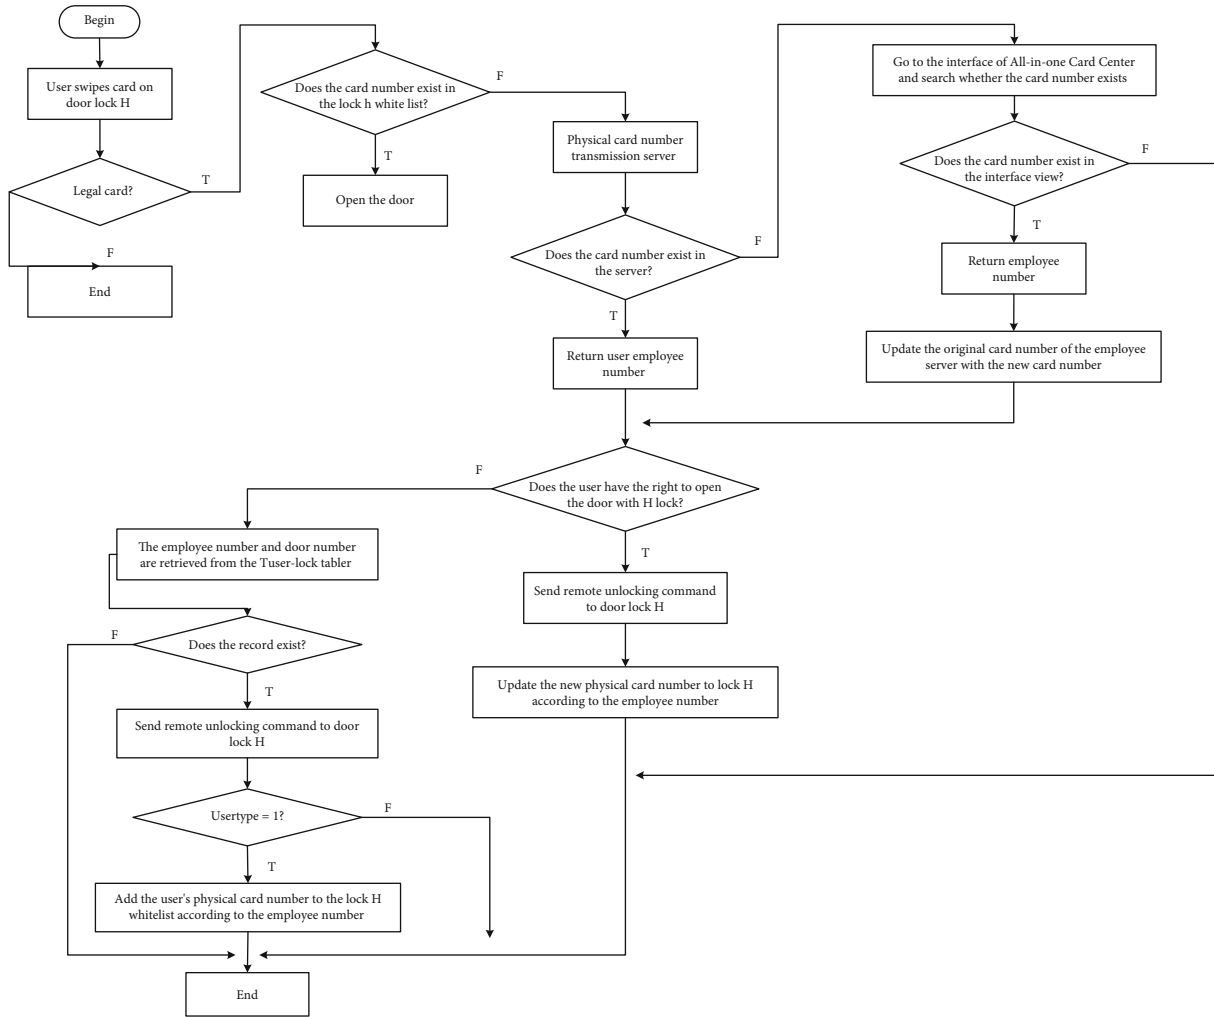 Begin
User swipes card on
door lock H
Legal card?
T
F
End
Does the card number exist in
the lock h white list?
F
T
Open the door
Physical card number
transmission server
Does the card number exist in
the server?
F
T
Return user employee
number
Go to the interface of All-in-one Card Center
and search whether the card number exists
Does the card number exist in
the interface view?
F
T
Return employee
number
Update the original card number of the employee
server with the new card number
Does the user have the right to open
the door with H lock?
F
T
The employee number and door number
are retrieved from the Tuser-lock tabler
Does the record exist?
F
T
Send remote unlocking command to door
lock H
Usertype = 1?
F
T
Add the user's physical card number to the lock H
whitelist according to the employee number
Send remote unlocking command
to door lock H
Update the new physical card number to lock H
according to the employee number
End